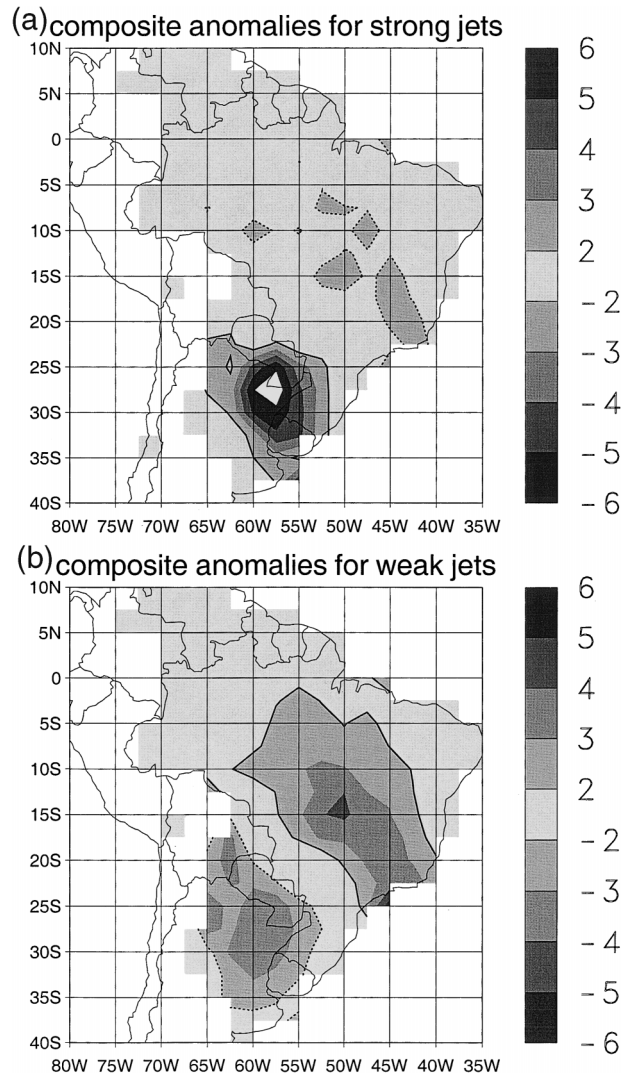 (a) composite anomalies for strong jets
10N
5N
0
5S
10S
15S
20S
25S
30S
35S
40S
80W 75W 70W 65W 60W 55W 50W 45W 40W 35W
6
5
4
3
2
-2
-3
-4
-5
-6
(b) composite anomalies for weak jets
10N
5N
0
5S
10S
15S
20S
25S
30S
35S
40S
80W 75W 70W 65W 60W 55W 50W 45W 40W 35W
6
5
4
3
2
-2
-3
-4
-5
-6